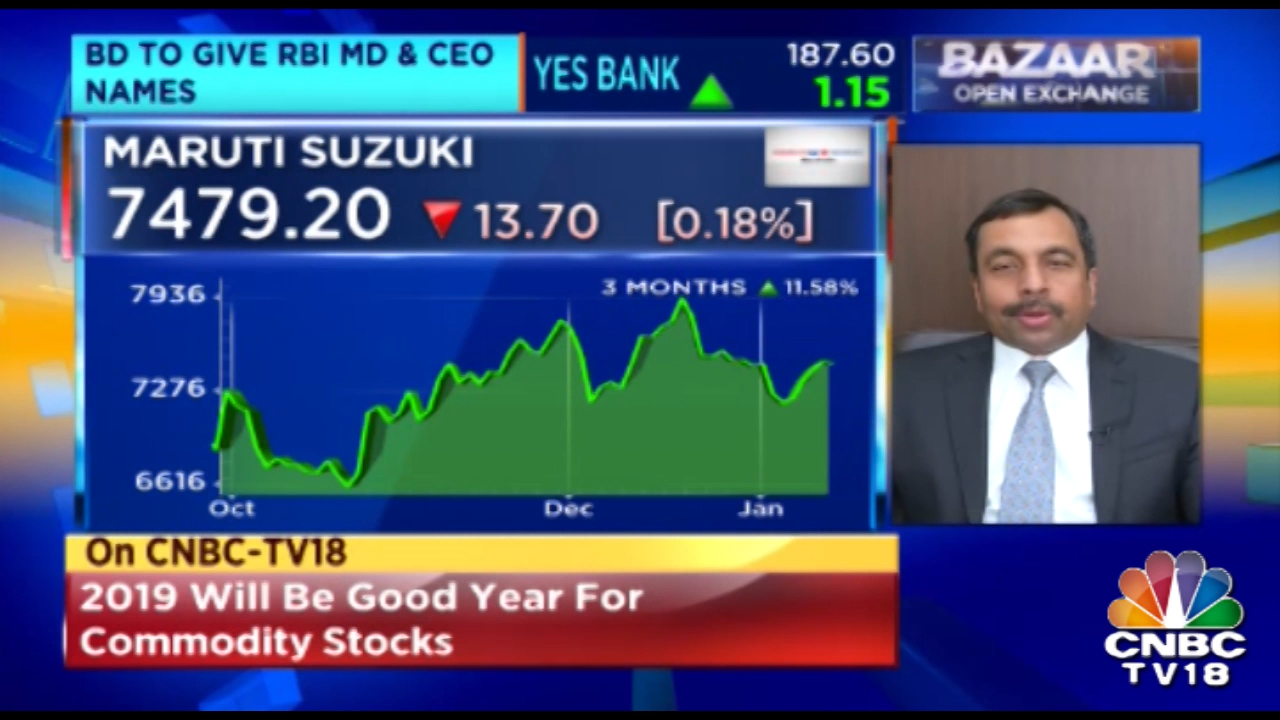 BD TO GIVE RBI MD & CEO
NAMES
YES BANK
187.60
1.15
BAZAAR
OPEN EXCHANGE
MARUTI SUZUKI
7479.20 13.70 [0.18%]
3 MONTHS 11.58%
7936
7276
6616
Oct Dec Jan
On CNBC-TV18
2019 Will Be Good Year For
Commodity Stocks
CNBC
TV18